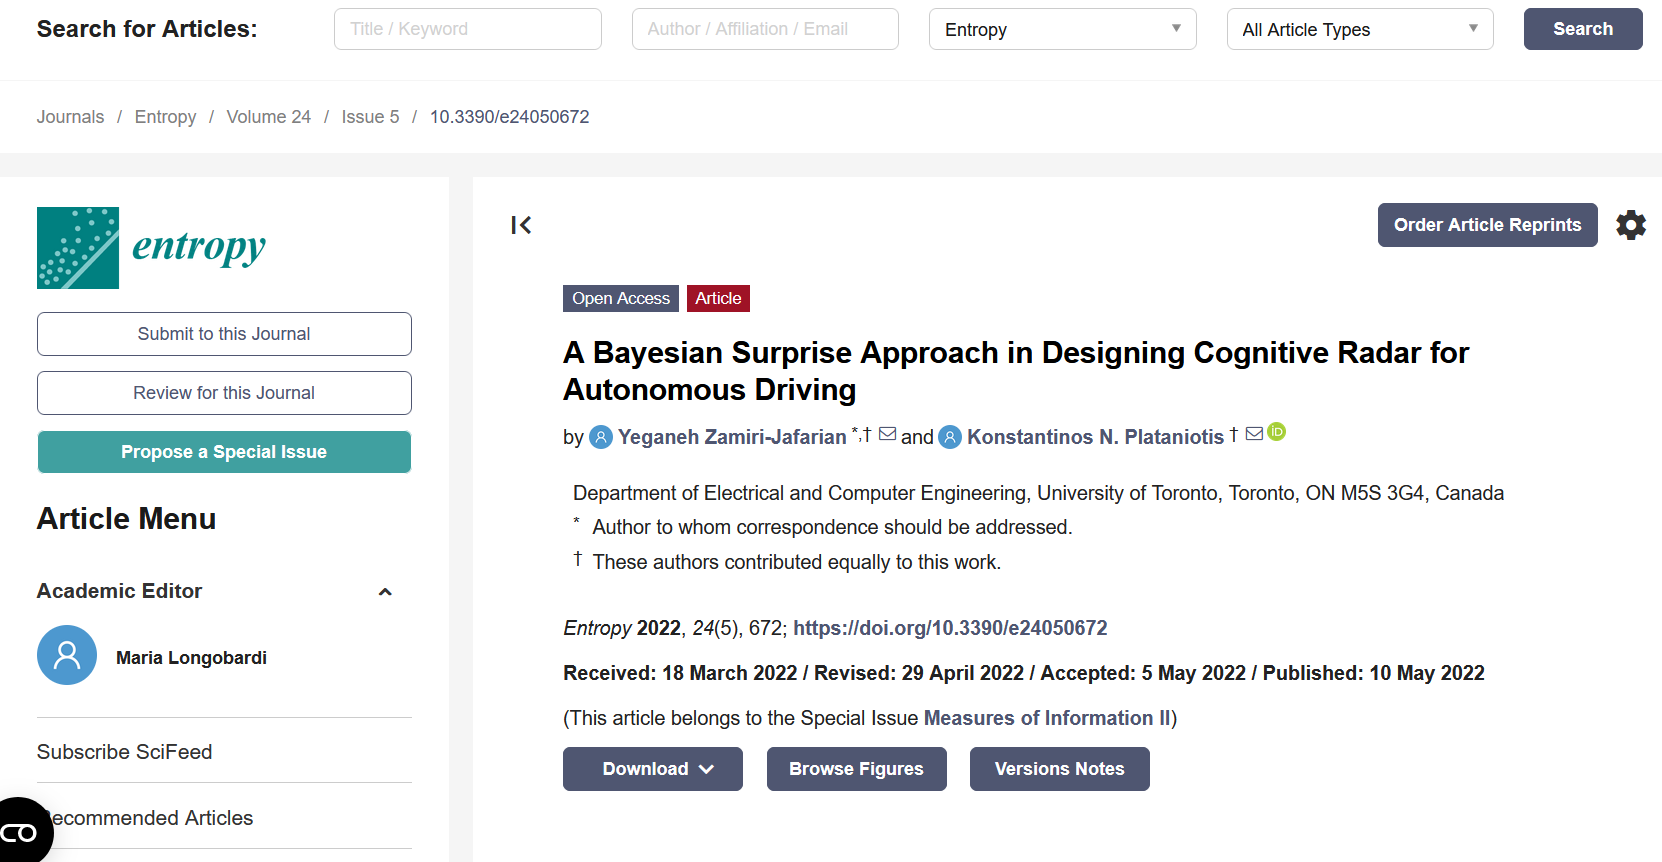 Search for Articles:
Title / Keyword
Author / Affiliation / Email
Entropy
All Article Types
Search
Journals / Entropy / Volume 24 / Issue 5 / 10.3390/e24050672
entropy
Submit to this Journal
Review for this Journal
Propose a Special Issue
Article Menu
Academic Editor
Maria Longobardi
Subscribe SciFeed
ecommended Articles
Order Article Reprints
Open Access Article
A Bayesian Surprise Approach in Designing Cognitive Radar for
Autonomous Driving
by Yeganeh Zamiri-Jafarian *,† and Konstantinos N. Plataniotis † iD
Department of Electrical and Computer Engineering, University of Toronto, Toronto, ON M5S 3G4, Canada
* Author to whom correspondence should be addressed.
† These authors contributed equally to this work.
Entropy 2022, 24(5), 672; https://doi.org/10.3390/e24050672
Received: 18 March 2022 / Revised: 29 April 2022 / Accepted: 5 May 2022 / Published: 10 May 2022
(This article belongs to the Special Issue Measures of Information II)
Download
Browse Figures
Versions Notes